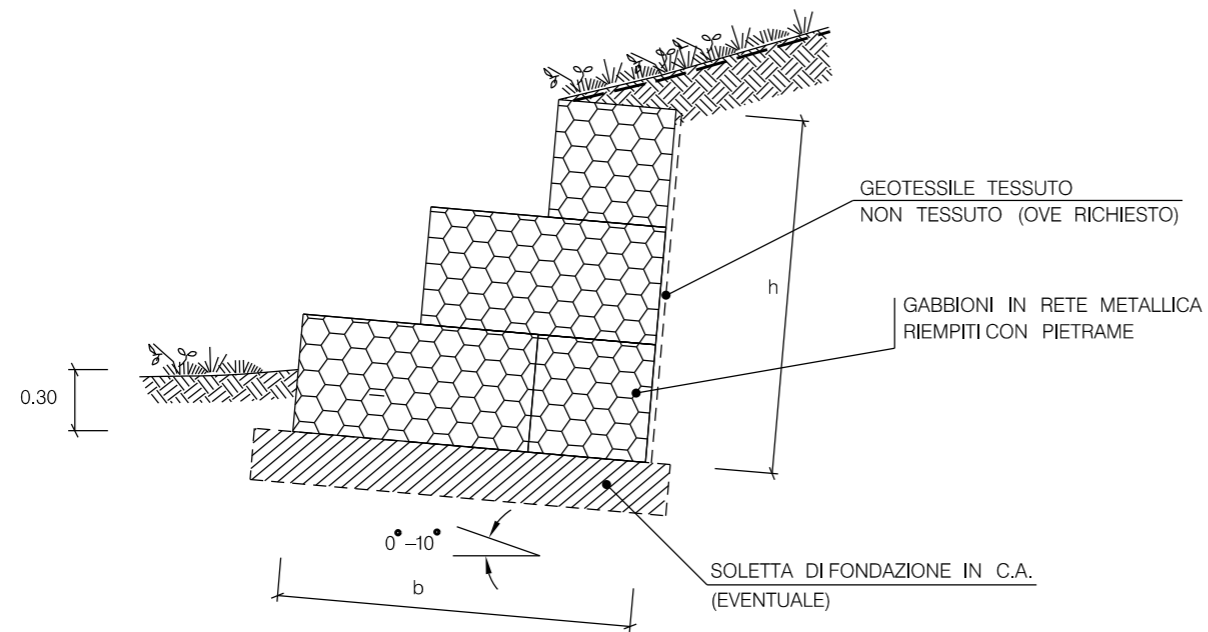 GEOTESSILE TESSUTO
NON TESSUTO (OVE RICHIESTO)
h
GABBIONI IN RETE METALLICA
RIEMPITI CON PIETRAME
0.30
0°-10°
b
SOLETTA DI FONDAZIONE IN C.A.
(EVENTUALE)